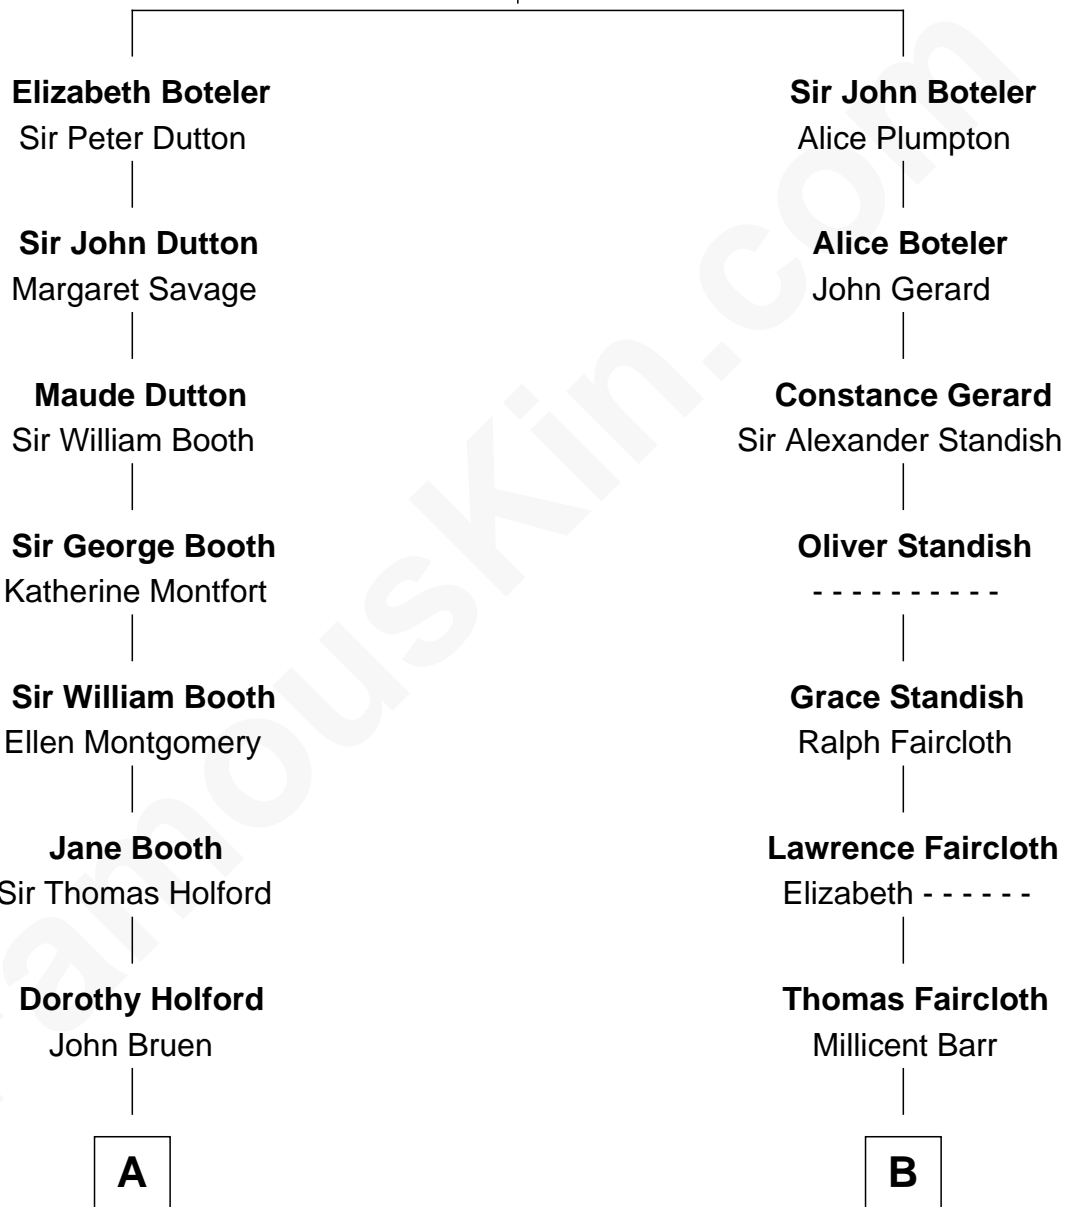 Elizabeth Boteler
Sir Peter Dutton
Sir John Dutton
Margaret Savage
Maude Dutton
Sir William Booth
Sir George Booth
Katherine Montfort
Sir William Booth
Ellen Montgomery
Jane Booth
Sir Thomas Holford
Dorothy Holford
John Bruen
A
Sir John Boteler
Alice Plumpton
Alice Boteler
John Gerard
Constance Gerard
Sir Alexander Standish
Oliver Standish
- - - - - - - - - -
Grace Standish
Ralph Faircloth
Lawrence Faircloth
Elizabeth - - - - - -
Thomas Faircloth
Millicent Barr
B
famouskin.com